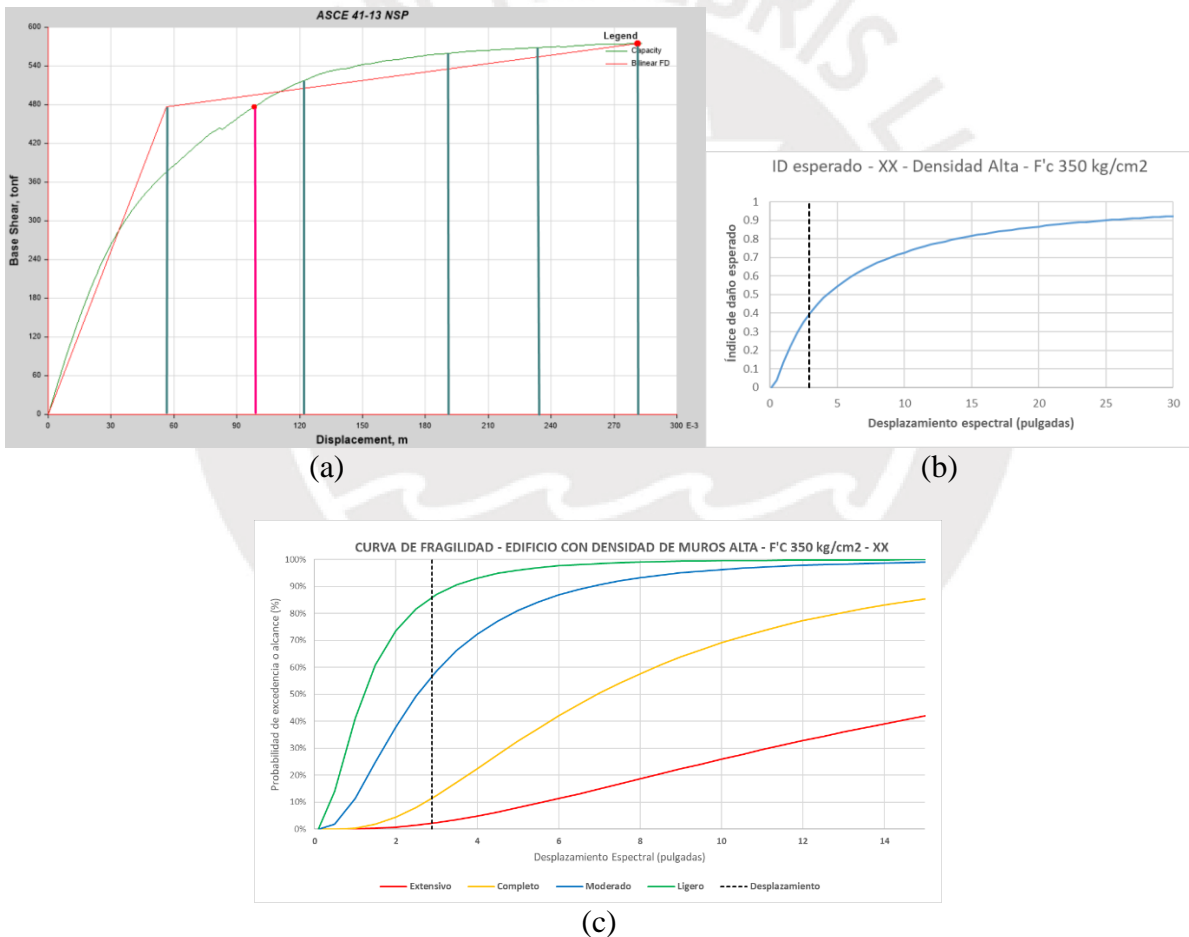 ASCE 41-13 NSP
Legend
Capacity
Bilinear FD
Base Shear, tonf
600
540
480
420
360
300
240
180
120
60
0
0 30 60 90 120 150 180 210 240 270 300 E-3
Displacement, m
(a)
ID esperado - XX - Densidad Alta - F'c 350 kg/cm2
Índice de daño esperado
1
0.9
0.8
0.7
0.6
0.5
0.4
0.3
0.2
0.1
0
0 5 10 15 20 25 30
Desplazamiento espectral (pulgadas)
(b)
CURVA DE FRAGILIDAD - EDIFICIO CON DENSIDAD DE MUROS ALTA - F'C 350 kg/cm2 - XX
Probabilidad de excedencia o alcance (%)
100%
90%
80%
70%
60%
50%
40%
30%
20%
10%
0%
0 2 4 6 8 10 12 14
Desplazamiento Espectral (pulgadas)
Extensivo Completo Moderado Ligero Desplazamiento
(c)